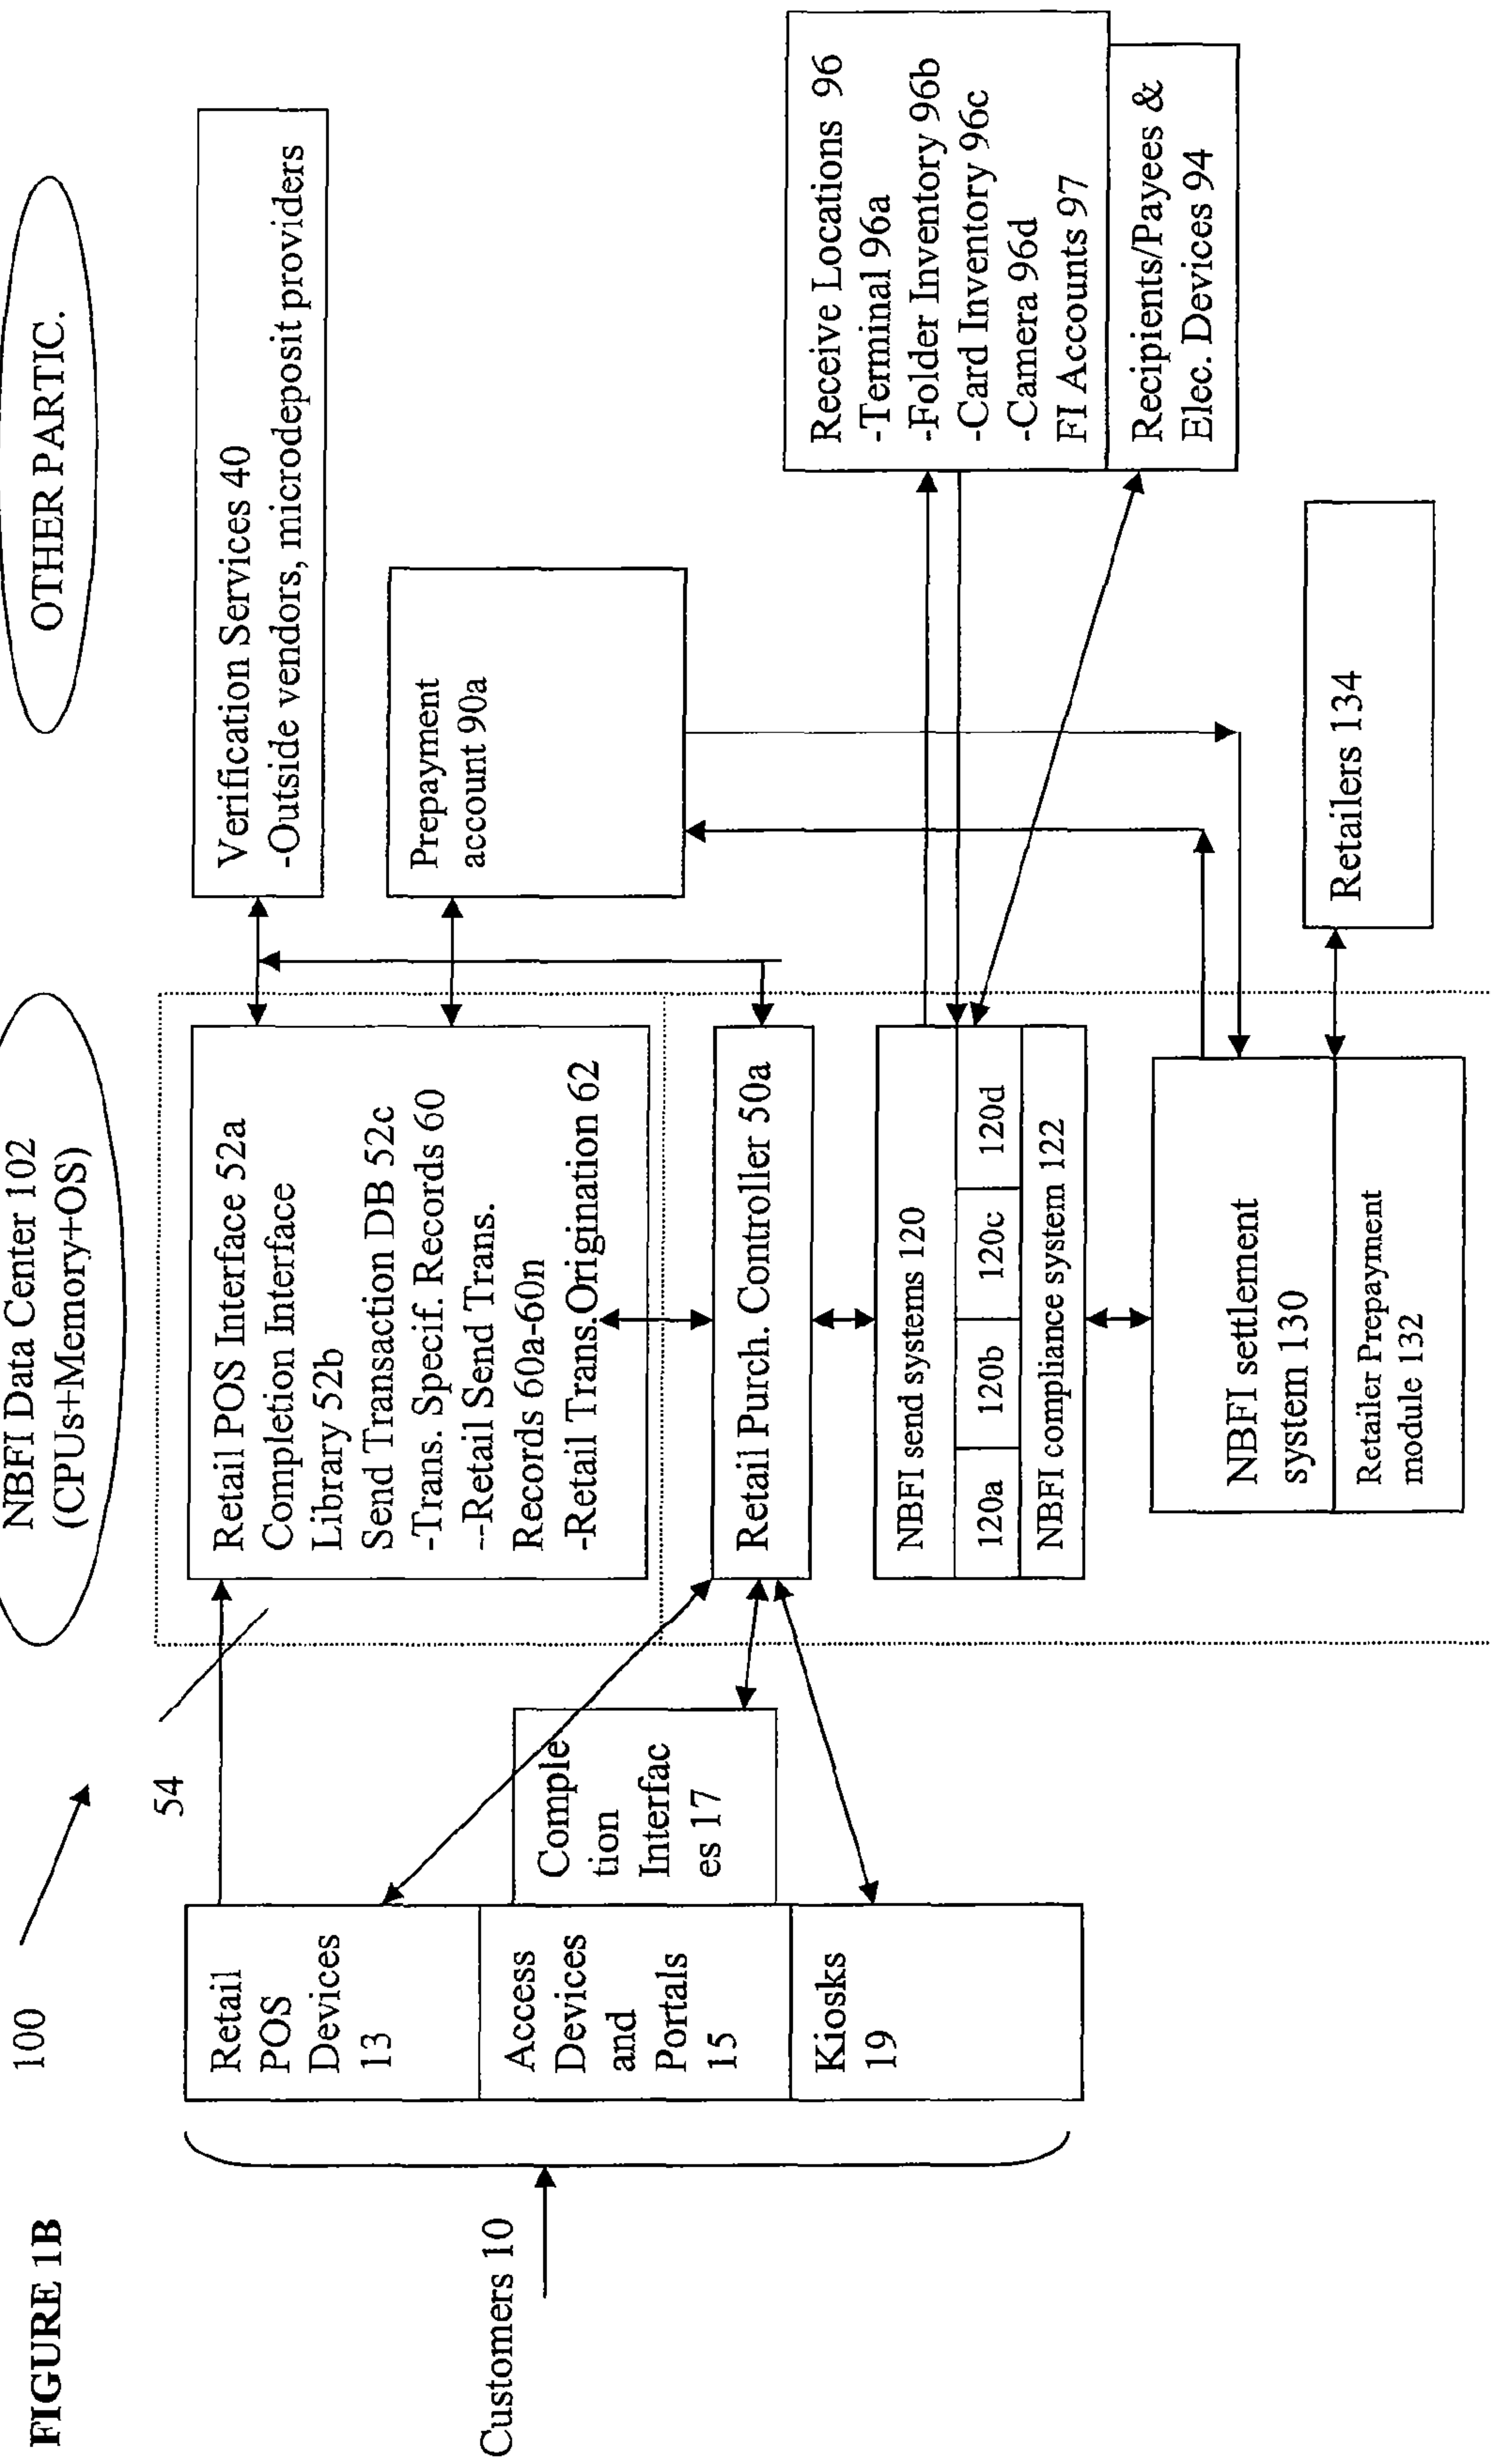 FIGURE 1B
100
NBFI Data Center 102
(CPUs+Memory+OS)
OTHER PARTIC.
54
Customers 10
Retail
POS
Devices
13
Access
Devices
and
Portals
15
Kiosks
19
Comple
tion
Interfac
es 17
Retail POS Interface 52a
Completion Interface
Library 52b
Send Transaction DB 52c
-Trans. Specif. Records 60
--Retail Send Trans.
Records 60a-60n
-Retail Trans.Origination 62
Retail Purch. Controller 50a
NBFI send systems 120
120a
120b
120c
120d
NBFI compliance system 122
NBFI settlement
system 130
Retailer Prepayment
module 132
Verification Services 40
-Outside vendors, microdeposit providers
Prepayment
account 90a
Receive Locations 96
-Terminal 96a
-Folder Inventory 96b
-Card Inventory 96c
-Camera 96d
FI Accounts 97
Recipients/Payees &
Elec. Devices 94
Retailers 134